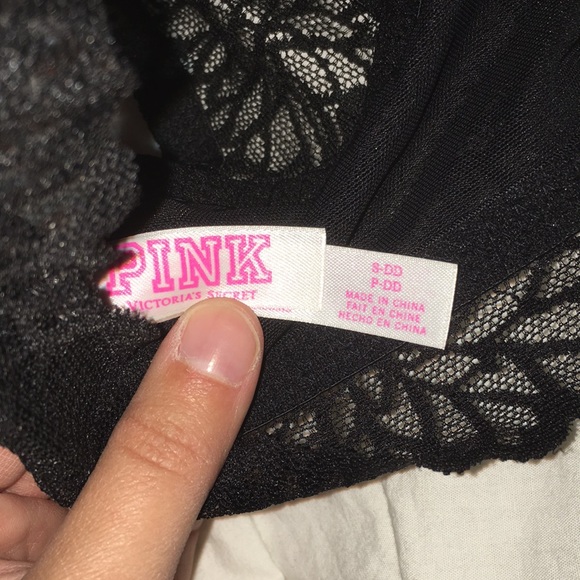 PINK
VICTORIA'S SECRET
S-DD
P-DD
MADE IN CHINA
FAIT EN CHINE
HECHO EN CHINA